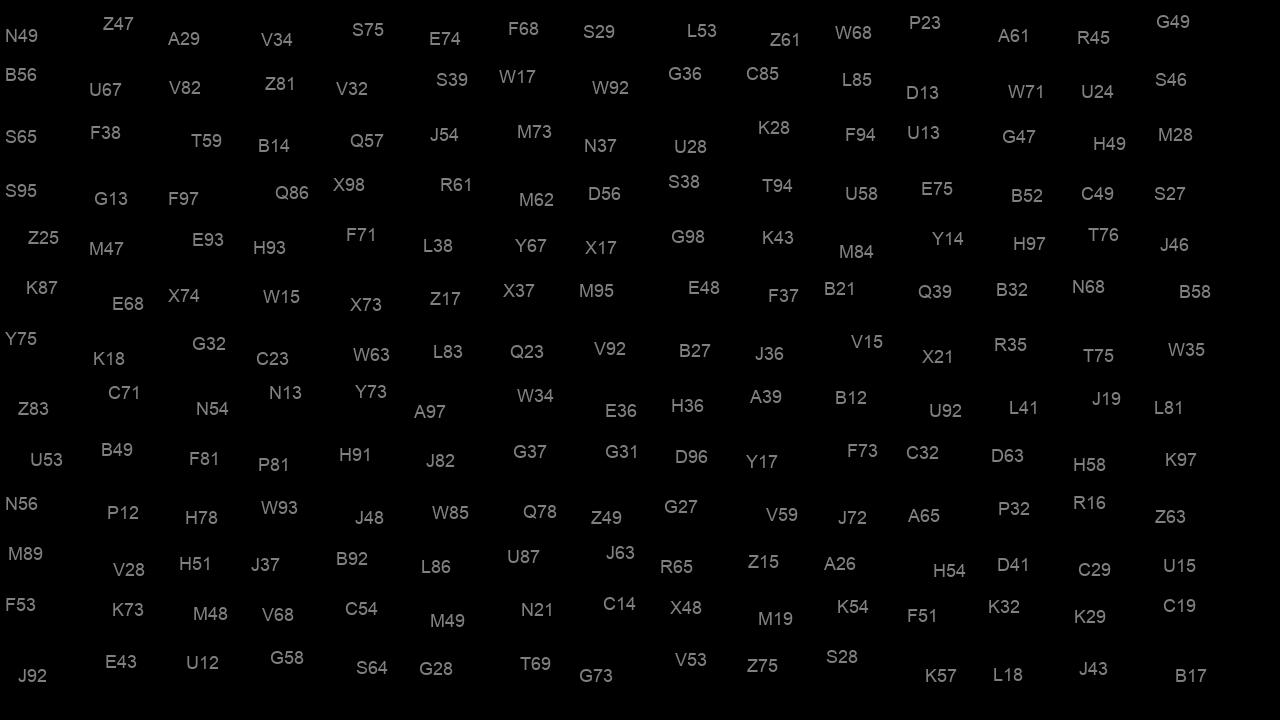 N49 Z47 A29 V34 S75 E74 F68 S29 L53 Z61 W68 P23 A61 R45 G49
B56 U67 V82 Z81 V32 S39 W17 W92 G36 C85 L85 D13 W71 U24 S46
S65 F38 T59 B14 Q57 J54 M73 N37 U28 K28 F94 U13 G47 H49 M28
S95 G13 F97 Q86 X98 R61 M62 D56 S38 T94 U58 E75 B52 C49 S27
Z25 M47 E93 H93 F71 L38 Y67 X17 G98 K43 M84 Y14 H97 T76 J46
K87 E68 X74 W15 X73 Z17 X37 M95 E48 F37 B21 Q39 B32 N68 B58
Y75 K18 G32 C23 W63 L83 Q23 V92 B27 J36 V15 X21 R35 T75 W35
Z83 C71 N54 N13 Y73 A97 W34 E36 H36 A39 B12 U92 L41 J19 L81
U53 B49 F81 P81 H91 J82 G37 G31 D96 Y17 F73 C32 D63 H58 K97
N56 P12 H78 W93 J48 W85 Q78 Z49 G27 V59 J72 A65 P32 R16 Z63
M89 V28 H51 J37 B92 L86 U87 J63 R65 Z15 A26 H54 D41 C29 U15
F53 K73 M48 V68 C54 M49 N21 C14 X48 M19 K54 F51 K32 K29 C19
J92 E43 U12 G58 S64 G28 T69 G73 V53 Z75 S28 K57 L18 J43 B17